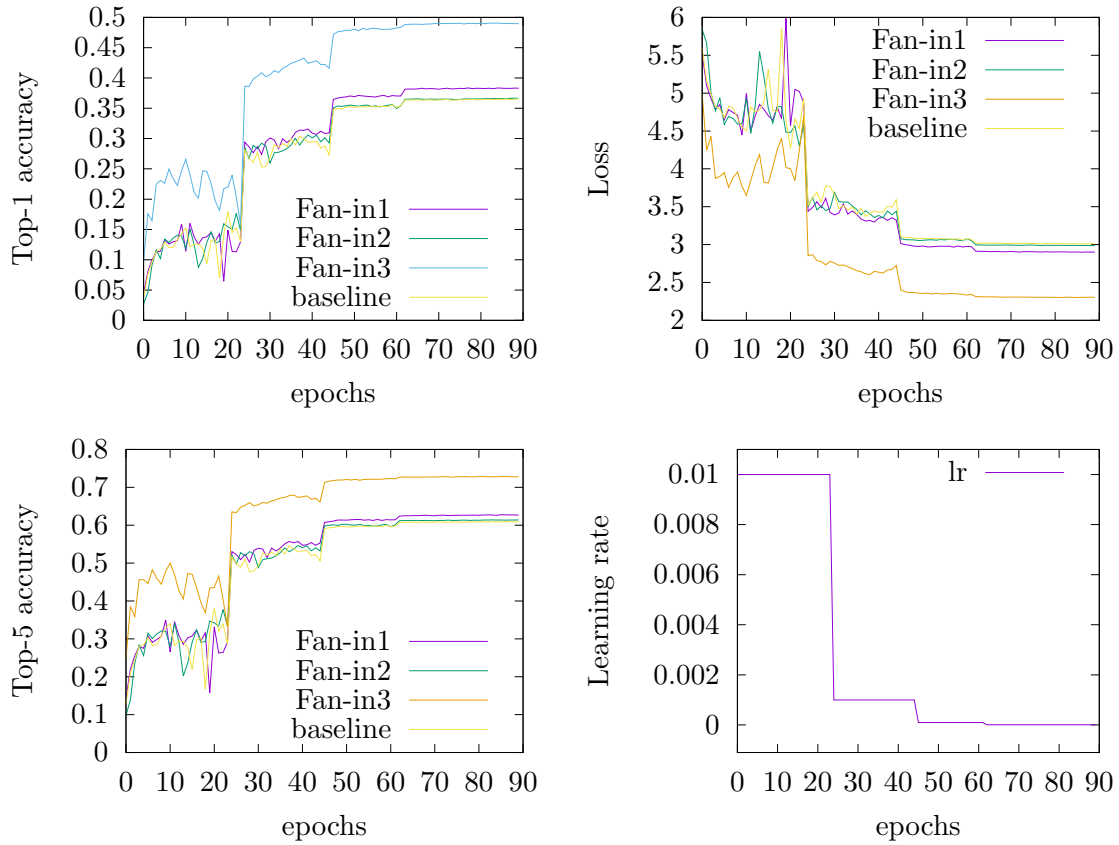 Top-1 accuracy
0.5
0.45
0.4
0.35
0.3
0.25
0.2
0.15
0.1
0.05
0
Fan-in1
Fan-in2
Fan-in3
baseline
0 10 20 30 40 50 60 70 80 90
epochs
Loss
6
5.5
5
4.5
4
3.5
3
2.5
2
Fan-in1
Fan-in2
Fan-in3
baseline
0 10 20 30 40 50 60 70 80 90
epochs
Top-5 accuracy
0.8
0.7
0.6
0.5
0.4
0.3
0.2
0.1
0
Fan-in1
Fan-in2
Fan-in3
baseline
0 10 20 30 40 50 60 70 80 90
epochs
Learning rate
0.01
0.008
0.006
0.004
0.002
0
lr
0 10 20 30 40 50 60 70 80 90
epochs